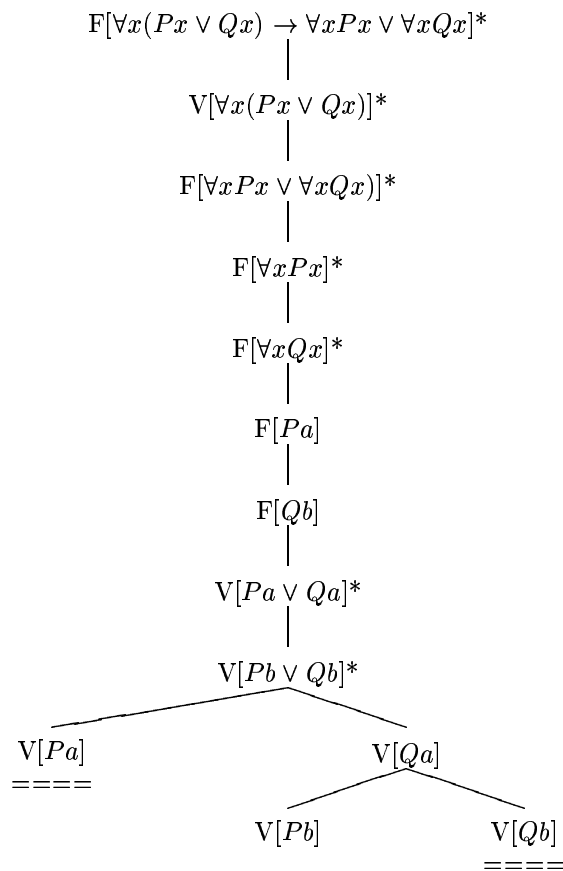 F[∀x(Px ∨ Qx) → ∀xPx ∨ ∀xQx]*
V[∀x(Px ∨ Qx)]*
F[∀xPx ∨ ∀xQx)]*
F[∀xPx]*
F[∀xQx]*
F[Pa]
F[Qb]
V[Pa ∨ Qa]*
V[Pb ∨ Qb]*
V[Pa] V[Qa]
====
V[Pb] V[Qb]
====